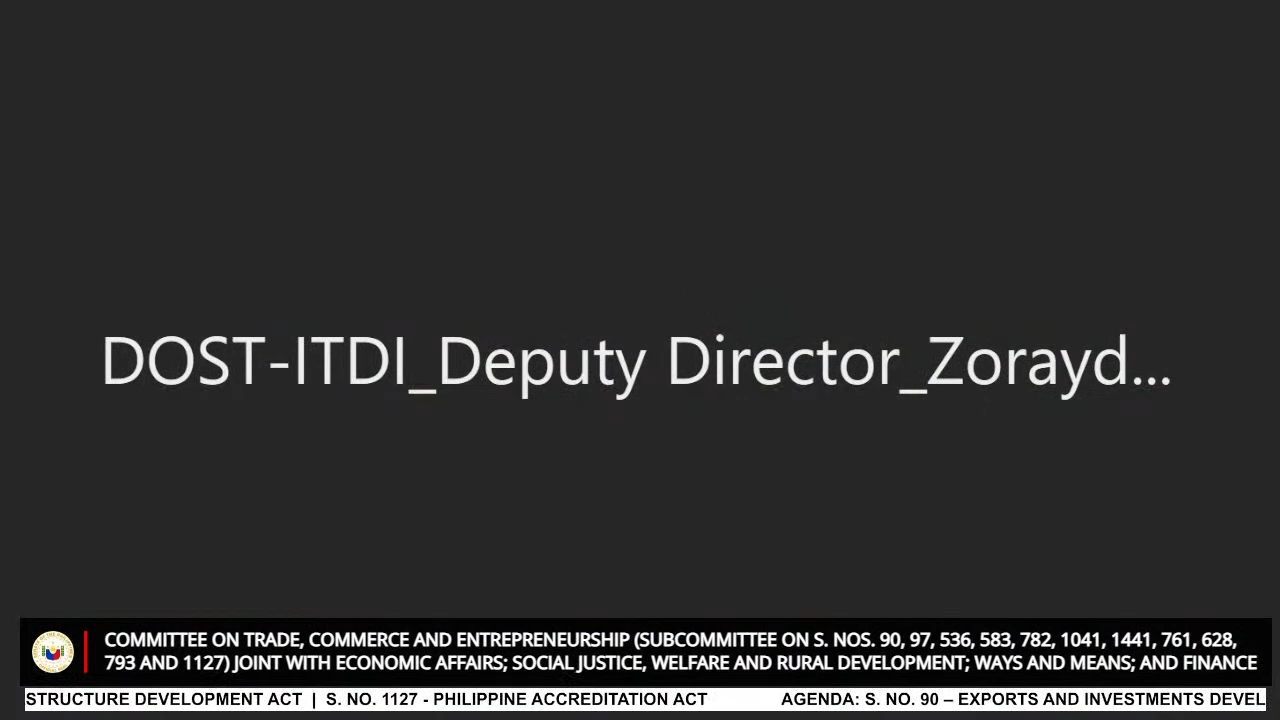 DOST-ITDI_Deputy Director_Zorayd...
COMMITTEE ON TRADE, COMMERCE AND ENTREPRENEURSHIP (SUBCOMMITTEE ON S. NOS. 90, 97, 536, 583, 782, 1041, 1441, 761, 628,
793 AND 1127) JOINT WITH ECONOMIC AFFAIRS; SOCIAL JUSTICE, WELFARE AND RURAL DEVELOPMENT; WAYS AND MEANS; AND FINANCE
STRUCTURE DEVELOPMENT ACT | S. NO. 1127 - PHILIPPINE ACCREDITATION ACT AGENDA: S. NO. 90 – EXPORTS AND INVESTMENTS DEVEL